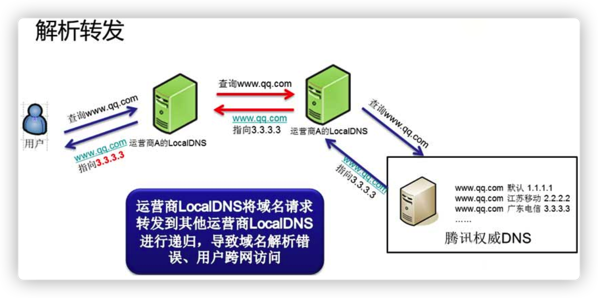 解析转发
查询www.qq.com
www.qq.com
指向3.3.3.3
用户
运营商A的LocalDNS
查询www.qq.com
www.qq.com
指向3.3.3.3
运营商A的LocalDNS
查询www.qq.com
www.qq.com
指向3.3.3.3
www.qq.com 默认 1.1.1.1
www.qq.com 江苏移动 2.2.2.2
www.qq.com 广东电信 3.3.3.3
……
腾讯权威DNS
运营商LocalDNS将域名请求
转发到其他运营商LocalDNS
进行递归，导致域名解析错
误、用户跨网访问